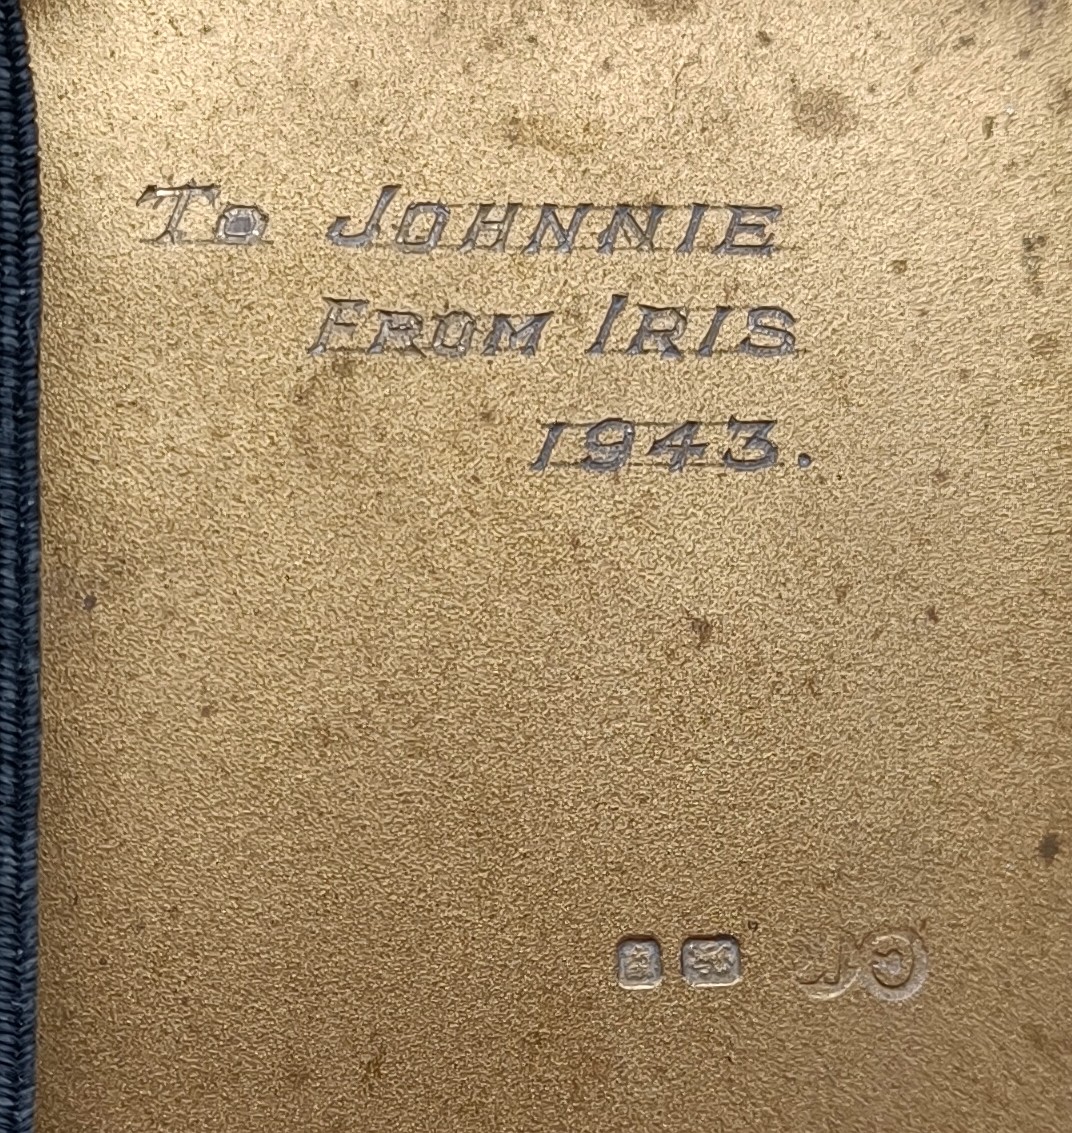 To JOHNNIE
FROM IRIS
1943.